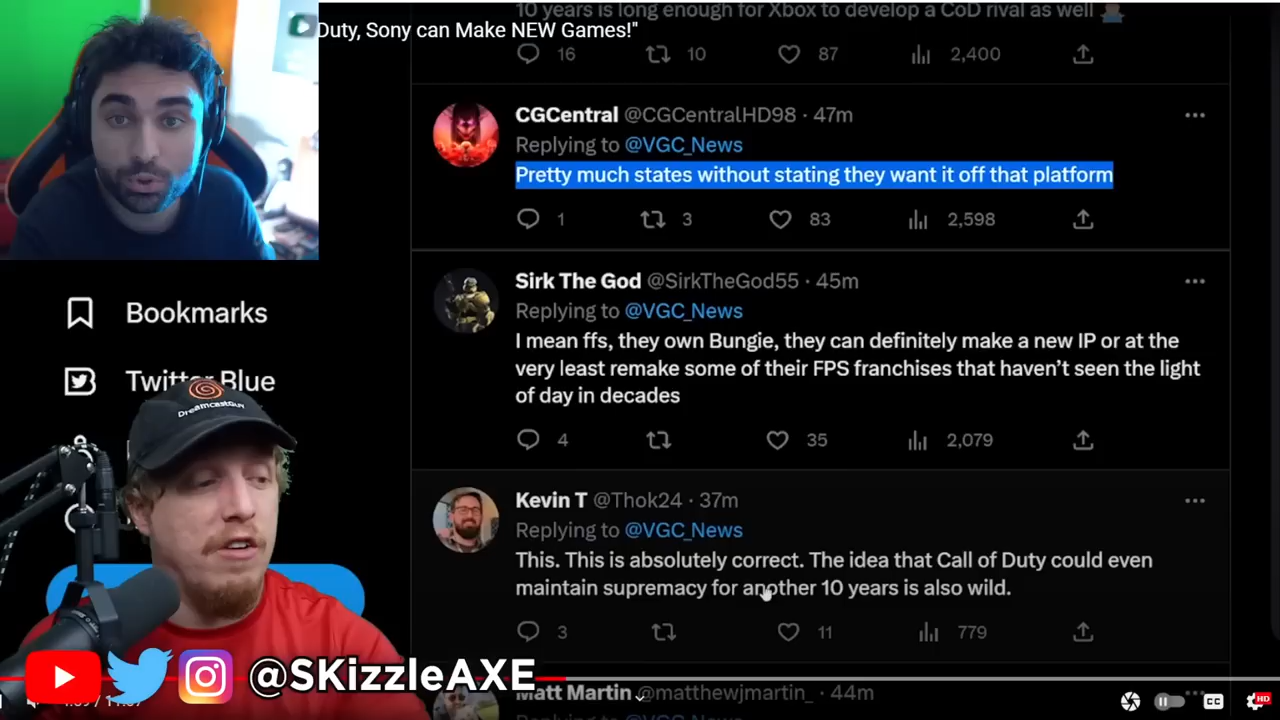 Duty, Sony can Make NEW Games!"
10 years is long enough for Xbox to develop a CoD rival as well
16 10 87 2,400
CGCentral @CGCentralHD98 · 47m
Replying to @VGC_News
Pretty much states without stating they want it off that platform
1 3 83 2,598
Sirk The God @SirkTheGod55 · 45m
Replying to @VGC_News
I mean ffs, they own Bungie, they can definitely make a new IP or at the
very least remake some of their FPS franchises that haven't seen the light
of day in decades
4 35 2,079
Bookmarks
Twitter Blue
DreamcastGuy
Kevin T @Thok24 · 37m
Replying to @VGC_News
This. This is absolutely correct. The idea that Call of Duty could even
maintain supremacy for another 10 years is also wild.
3 11 779
@SKizzleAXE
Matt Martin @matthewjmartin_ · 44m
Replying to @VGC_News
CC
HD